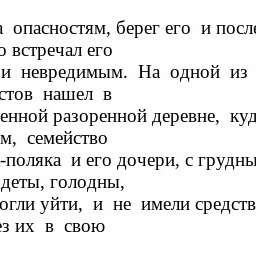 опасностям, берег его и после
встречал его
и невредимым. На одной из
стов нашел в
енной разоренной деревне, куд
м, семейство
-поляка и его дочери, с грудны
деты, голодны,
огли уйти, и не имели средств
ез их в свою